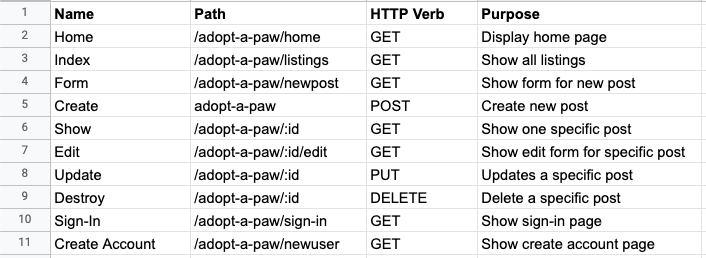 1 Name Path HTTP Verb Purpose
2 Home /adopt-a-paw/home GET Display home page
3 Index /adopt-a-paw/listings GET Show all listings
4 Form /adopt-a-paw/newpost GET Show form for new post
5 Create adopt-a-paw POST Create new post
6 Show /adopt-a-paw/:id GET Show one specific post
7 Edit /adopt-a-paw/:id/edit GET Show edit form for specific post
8 Update /adopt-a-paw/:id PUT Updates a specific post
9 Destroy /adopt-a-paw/:id DELETE Delete a specific post
10 Sign-In /adopt-a-paw/sign-in GET Show sign-in page
11 Create Account /adopt-a-paw/newuser GET Show create account page